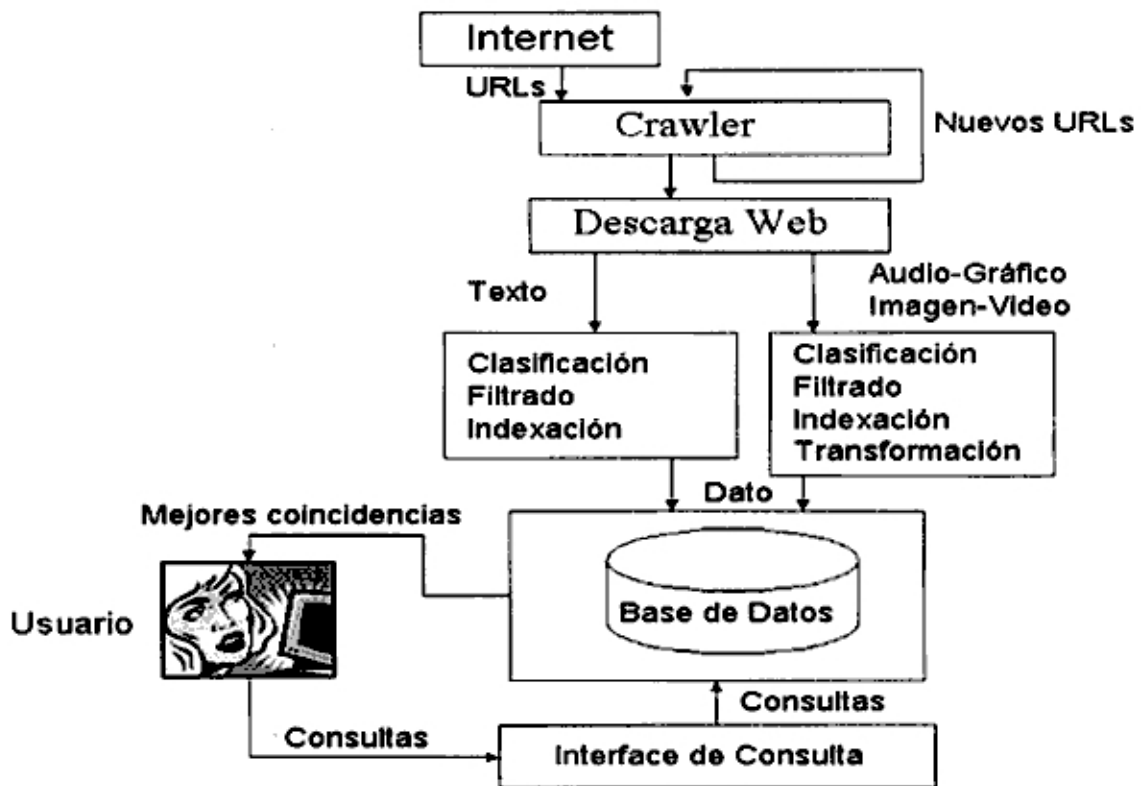 Internet
URLs
Crawler
Nuevos URLs
Descarga Web
Texto
Audio-Gráfico
Imagen-Video
Clasificación
Filtrado
Indexación
Clasificación
Filtrado
Indexación
Transformación
Dato
Mejores coincidencias
Base de Datos
Usuario
Consultas
Consultas
Interface de Consulta